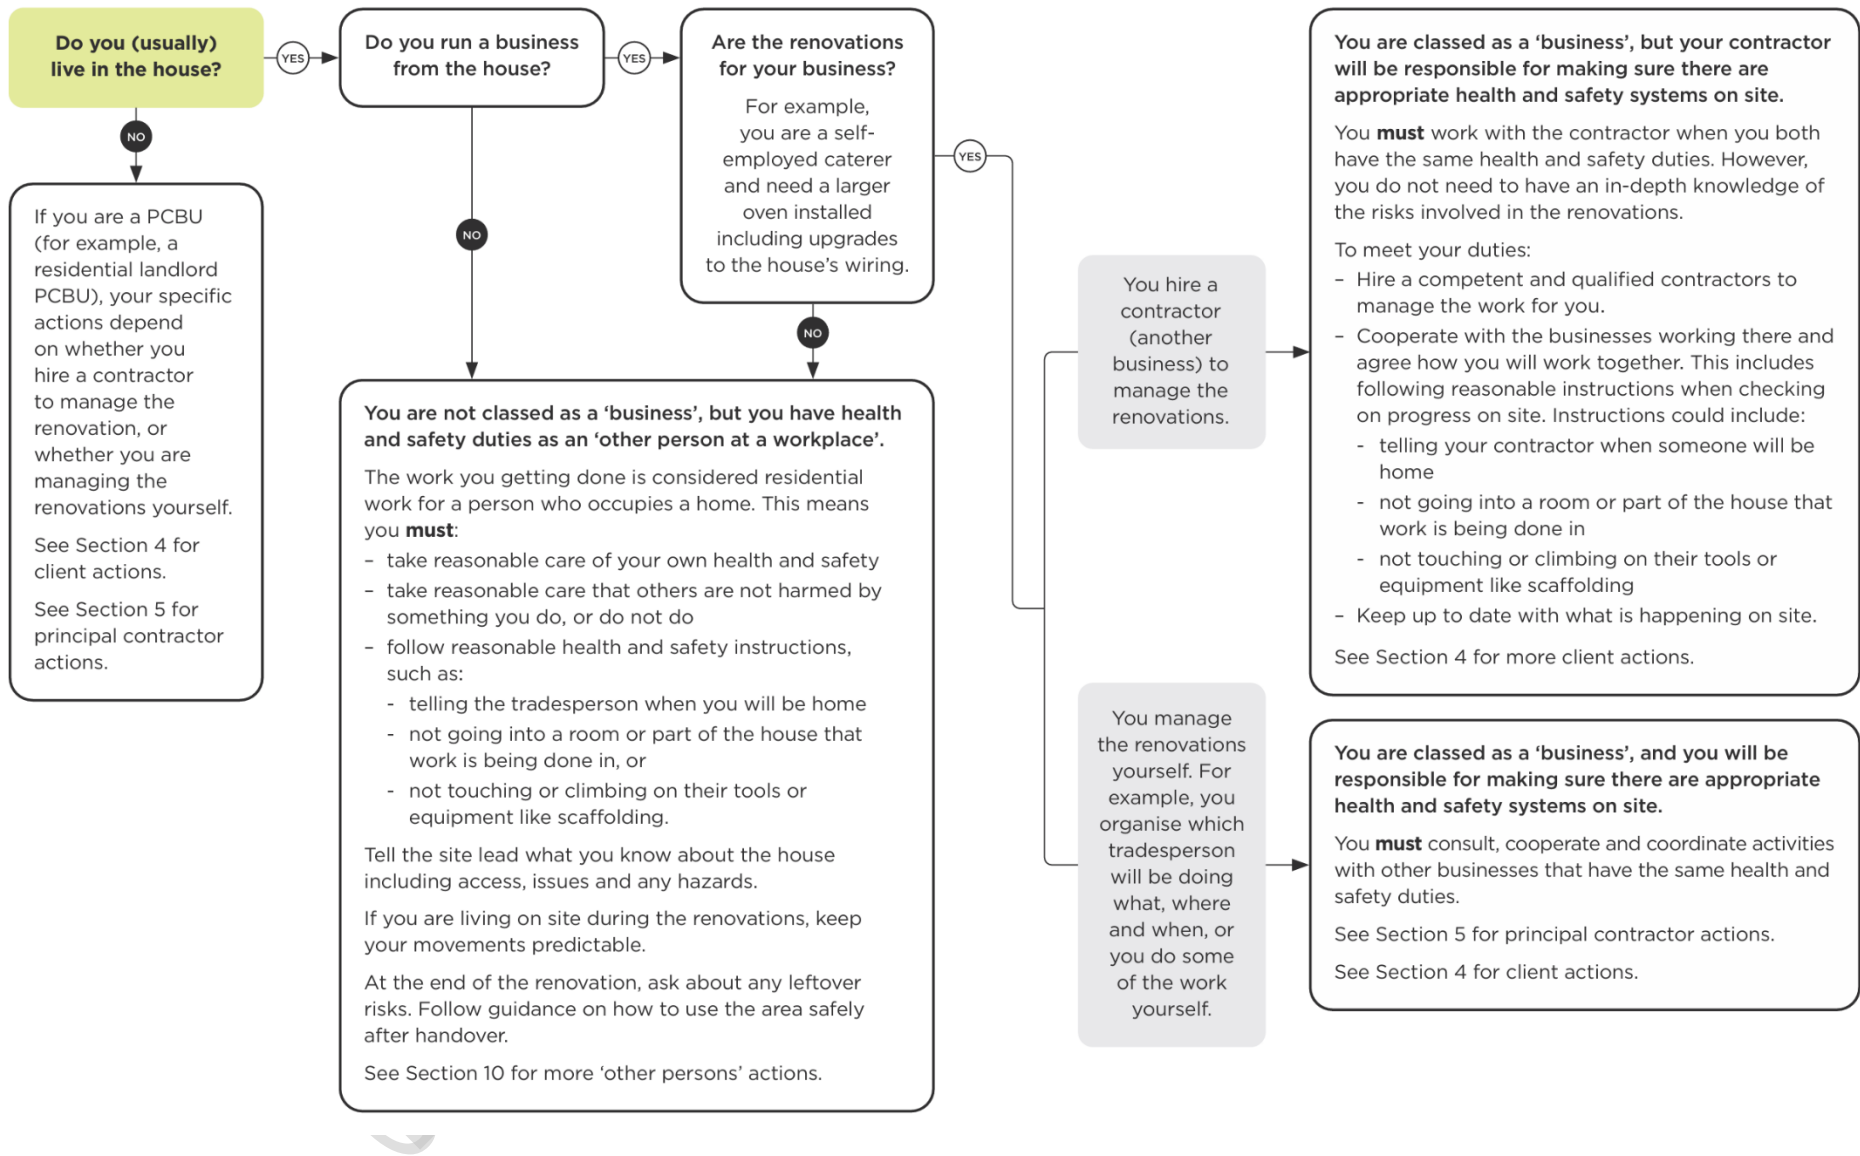 Do you (usually)
live in the house?
YES
NO
If you are a PCBU
(for example, a
residential landlord
PCBU), your specific
actions depend
on whether you
hire a contractor
to manage the
renovation, or
whether you are
managing the
renovations yourself.
See Section 4 for
client actions.
See Section 5 for
principal contractor
actions.
Do you run a business
from the house?
YES
NO
Are the renovations
for your business?
For example,
you are a self-
employed caterer
and need a larger
oven installed
including upgrades
to the house's wiring.
YES
NO
You are not classed as a ‘business’, but you have health
and safety duties as an ‘other person at a workplace’.
The work you getting done is considered residential
work for a person who occupies a home. This means
you must:
– take reasonable care of your own health and safety
– take reasonable care that others are not harmed by
something you do, or do not do
– follow reasonable health and safety instructions,
such as:
- telling the tradesperson when you will be home
- not going into a room or part of the house that
work is being done in, or
- not touching or climbing on their tools or
equipment like scaffolding.
Tell the site lead what you know about the house
including access, issues and any hazards.
If you are living on site during the renovations, keep
your movements predictable.
At the end of the renovation, ask about any leftover
risks. Follow guidance on how to use the area safely
after handover.
See Section 10 for more ‘other persons’ actions.
You hire a
contractor
(another
business) to
manage the
renovations.
You are classed as a ‘business’, but your contractor
will be responsible for making sure there are
appropriate health and safety systems on site.
You must work with the contractor when you both
have the same health and safety duties. However,
you do not need to have an in-depth knowledge of
the risks involved in the renovations.
To meet your duties:
– Hire a competent and qualified contractors to
manage the work for you.
– Cooperate with the businesses working there and
agree how you will work together. This includes
following reasonable instructions when checking
on progress on site. Instructions could include:
- telling your contractor when someone will be
home
- not going into a room or part of the house that
work is being done in
- not touching or climbing on their tools or
equipment like scaffolding
– Keep up to date with what is happening on site.
See Section 4 for more client actions.
You manage
the renovations
yourself. For
example, you
organise which
tradesperson
will be doing
what, where
and when, or
you do some
of the work
yourself.
You are classed as a ‘business’, and you will be
responsible for making sure there are appropriate
health and safety systems on site.
You must consult, cooperate and coordinate activities
with other businesses that have the same health and
safety duties.
See Section 5 for principal contractor actions.
See Section 4 for client actions.